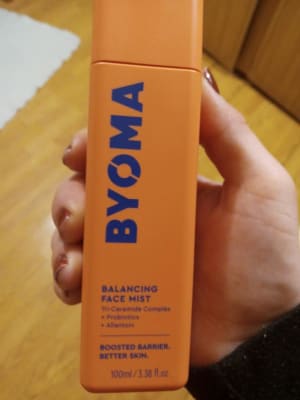 BYOMA
BALANCING
FACE MIST
Tri-Ceramide Complex
+ Probiotics
+ Allantoin
BOOSTED BARRIER.
BETTER SKIN.
100ml / 3.38 fl.oz